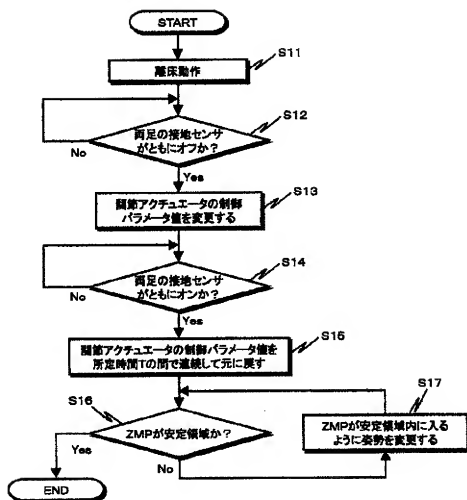 START
S11
離床動作
S12
両足の接地センサ
がともにオフか?
No
Yes
S13
関節アクチュエータの制御
パラメータ値を変更する
S14
両足の接地センサ
がともにオンか?
No
Yes
S15
関節アクチュエータの制御パラメータ値を
所定時間Tの間で連続して元に戻す
S16
ZMPが安定領域か?
S17
ZMPが安定領域内に入る
ように姿勢を変更する
Yes
No
END